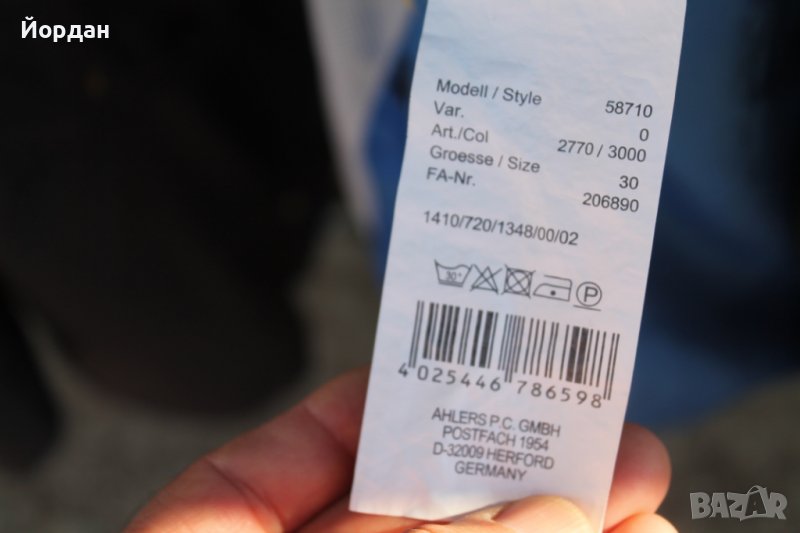 Йордан
Modell / Style 58710
Var. 0
Art./Col 2770 / 3000
Groesse / Size 30
FA-Nr. 206890
1410/720/1348/00/02
30°
P
4 025446 786598
AHLERS P.C. GMBH
POSTFACH 1954
D-32009 HERFORD
GERMANY
BAZAR